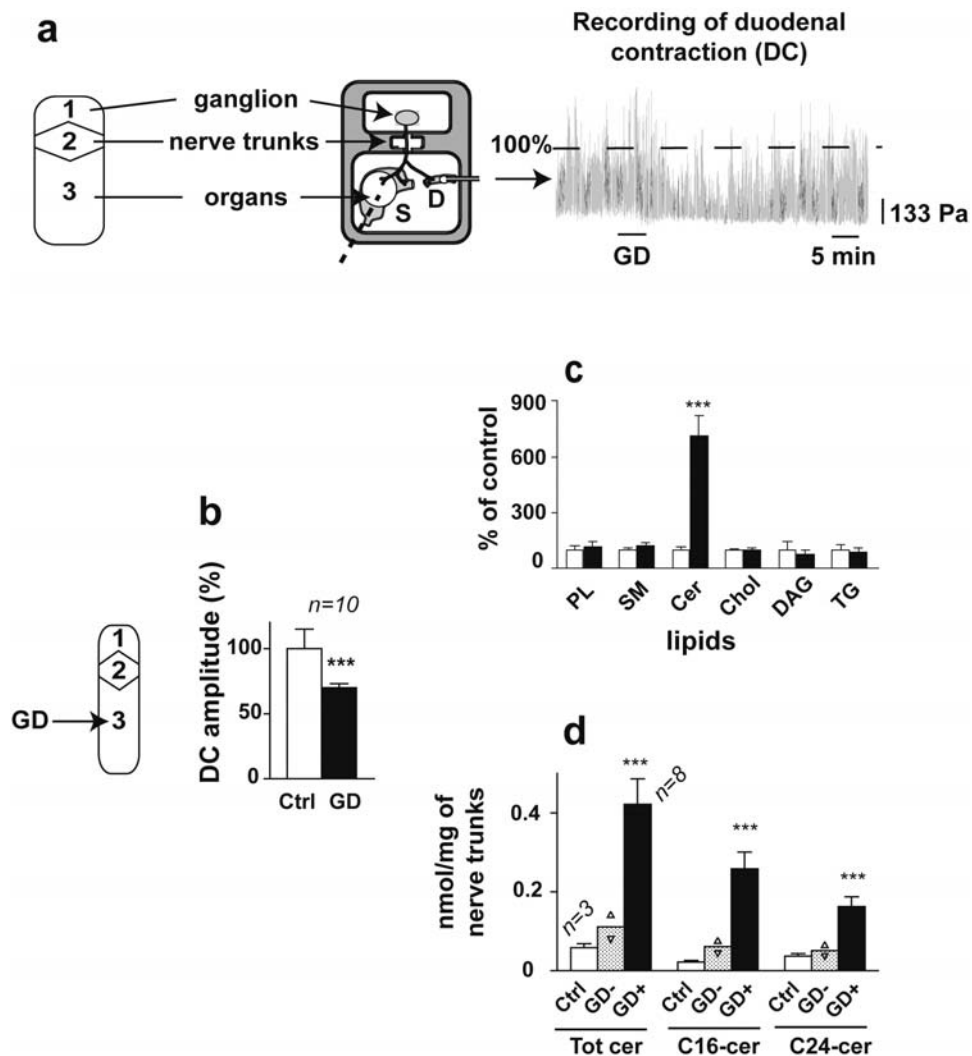 a
Recording of duodenal
contraction (DC)
1
2
3
ganglion
nerve trunks
organs
S
D
100%
133 Pa
GD
5 min
c
% of control
900
600
300
0
***
PL
SM
Cer
Chol
DAG
TG
lipids
b
GD
1
2
3
DC amplitude (%)
100
50
0
n=10
***
Ctrl
GD
d
nmol/mg of
nerve trunks
0.4
0.2
0
n=3
***
n=8
***
***
Ctrl
GD-
GD+
Ctrl
GD-
GD+
Ctrl
GD-
GD+
Tot cer
C16-cer
C24-cer